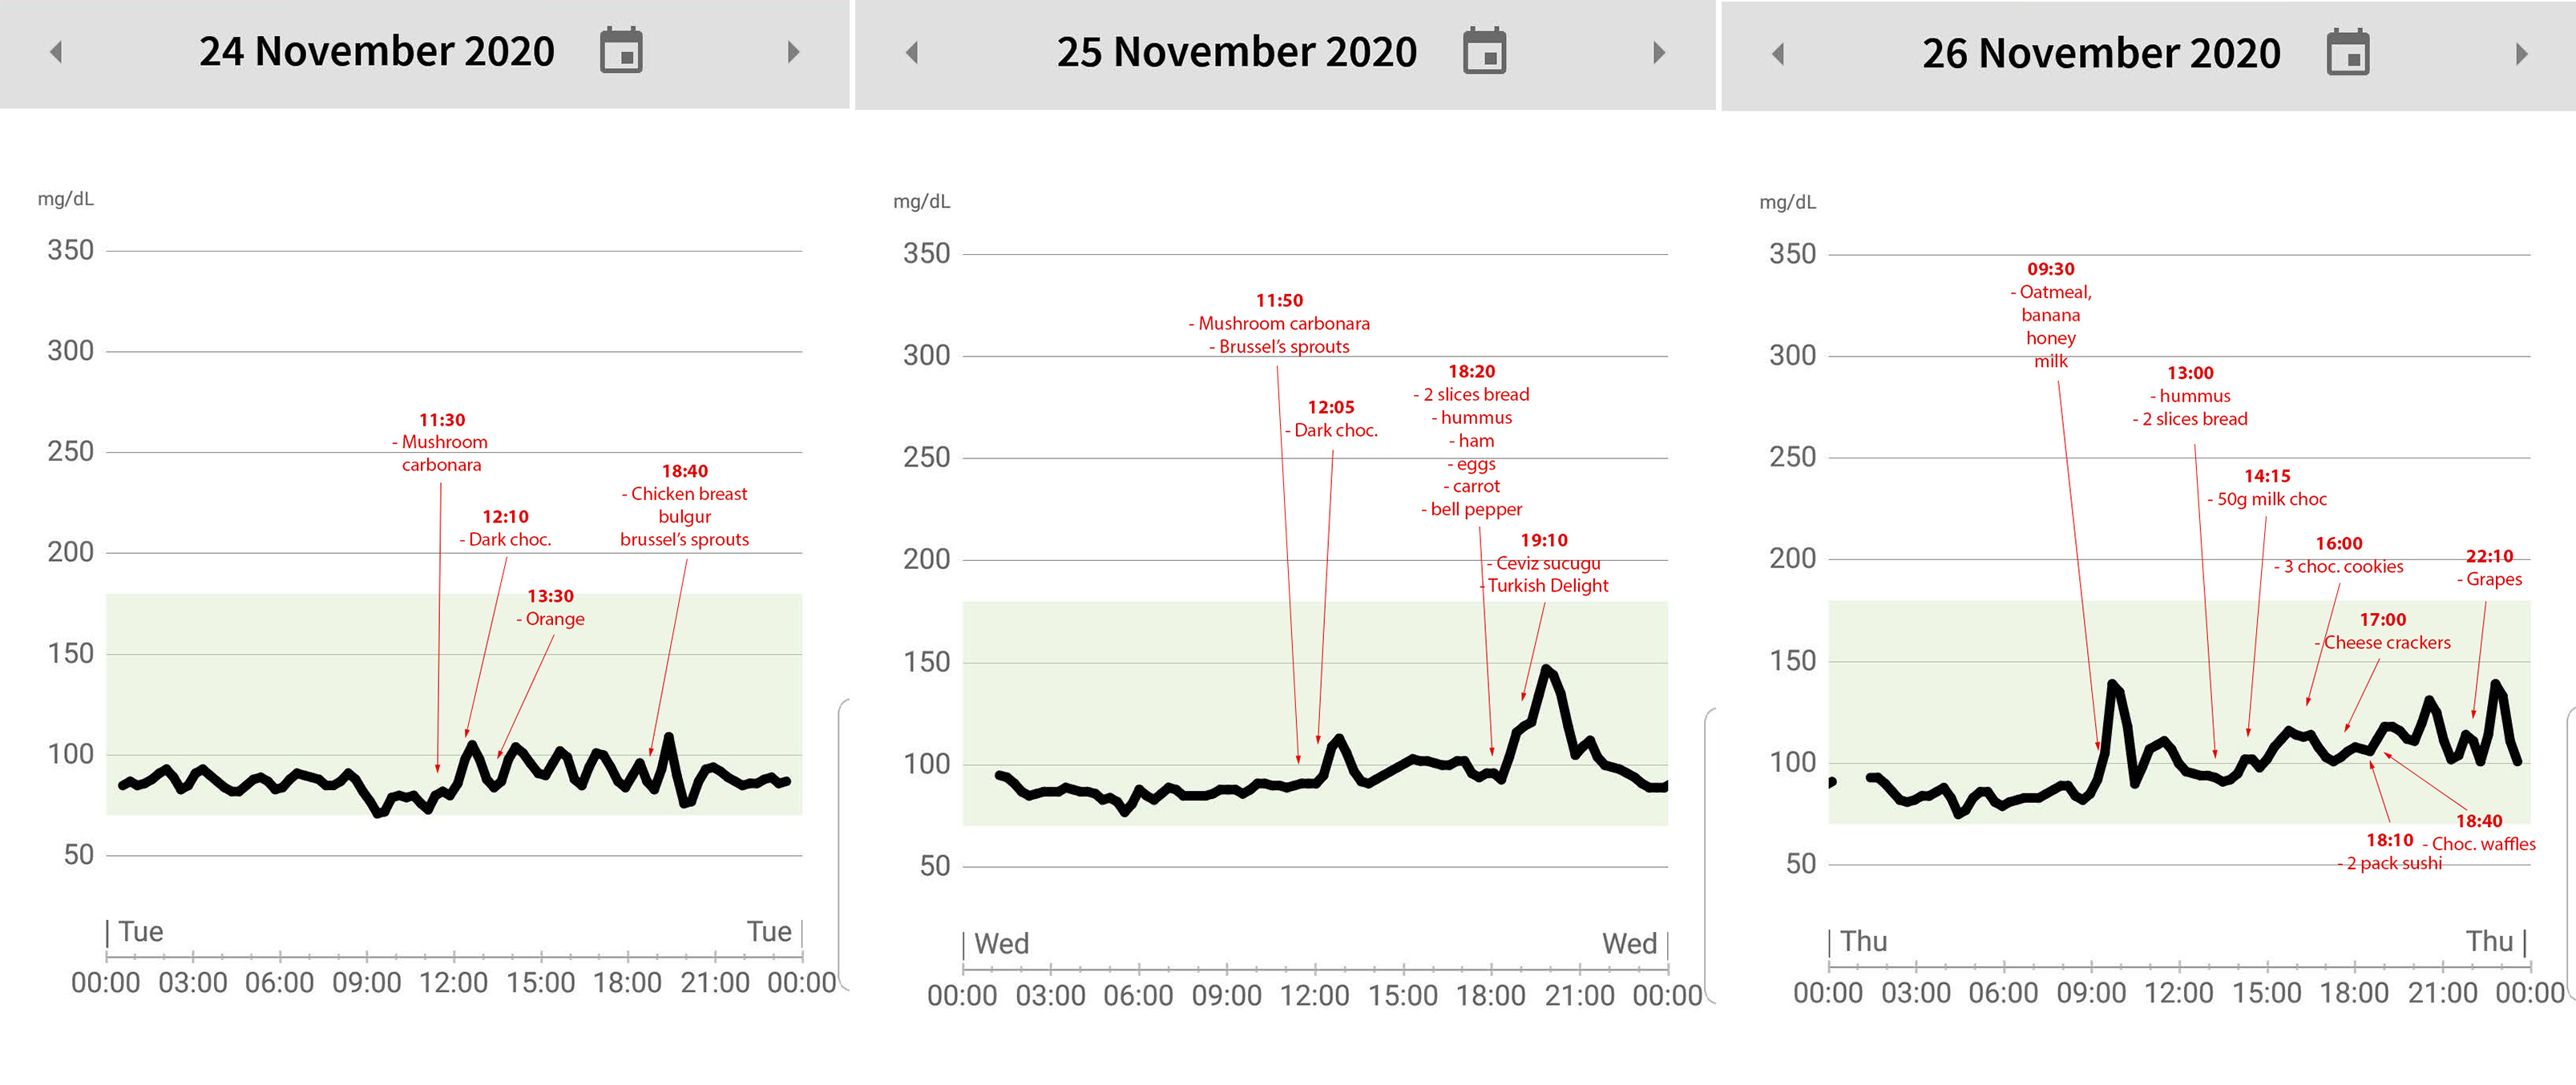 24 November 2020
mg/dL
350
300
250
200
150
100
50
11:30
- Mushroom
carbonara
12:10
- Dark choc.
13:30
- Orange
18:40
- Chicken breast
bulgur
brussel's sprouts
Tue
Tue
00:00 03:00 06:00 09:00 12:00 15:00 18:00 21:00 00:00
25 November 2020
mg/dL
350
300
250
200
150
100
50
11:50
- Mushroom carbonara
- Brussel's sprouts
12:05
- Dark choc.
18:20
- 2 slices bread
- hummus
- ham
- eggs
- carrot
- bell pepper
19:10
- Ceviz sucugu
- Turkish Delight
Wed
Wed
00:00 03:00 06:00 09:00 12:00 15:00 18:00 21:00 00:00
26 November 2020
mg/dL
350
300
250
200
150
100
50
09:30
- Oatmeal,
banana
honey
milk
13:00
- hummus
- 2 slices bread
14:15
- 50g milk choc
16:00
- 3 choc. cookies
17:00
- Cheese crackers
22:10
- Grapes
18:10
- 2 pack sushi
18:40
- Choc. waffles
Thu
Thu
00:00 03:00 06:00 09:00 12:00 15:00 18:00 21:00 00:00